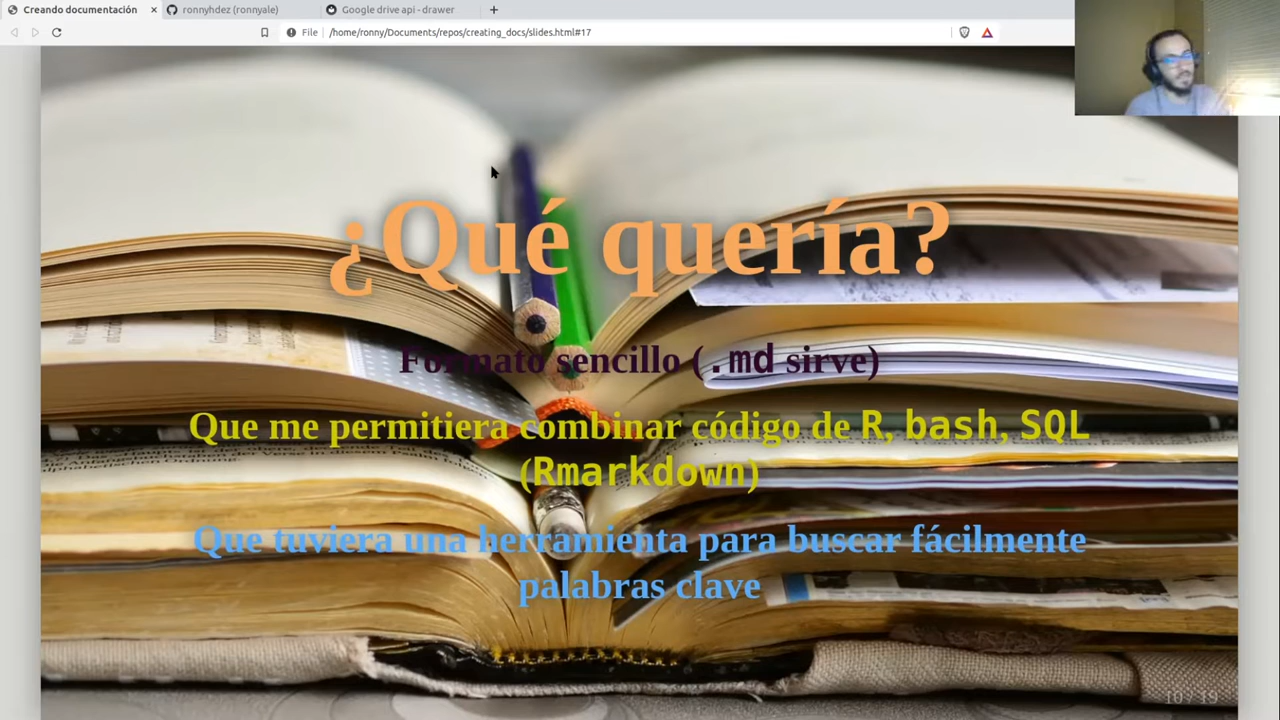 Creando documentación
ronnyhdez (ronnyale)
Google drive api - drawer
File
/home/ronny/Documents/repos/creating_docs/slides.html#17
¿Qué quería?
Formato sencillo (.md sirve)
Que me permitiera combinar código de R, bash, SQL
(Rmarkdown)
Que tuviera una herramienta para buscar fácilmente
palabras clave
10 / 19